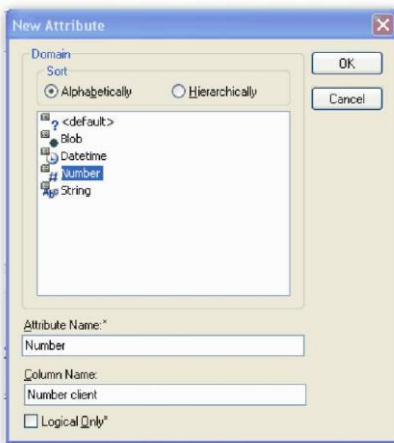 New Attribute
Domain
Sort
Alphabetically
Hierarchically
OK
Cancel
<default>
Blob
Datetime
Number
String
Attribute Name:*
Number
Column Name:
Number client
Logical Only*